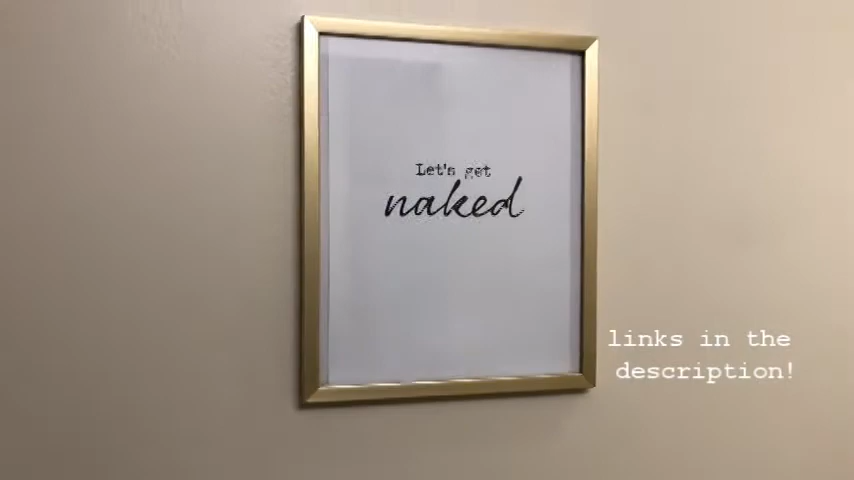 Let's get
naked
links in the
description!